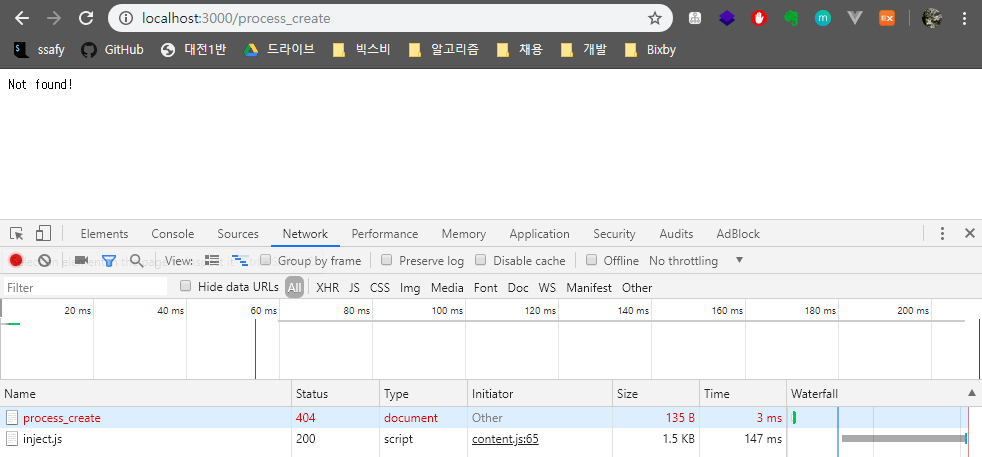 localhost:3000/process_create
ssafy GitHub 대전1반 드라이브 빅스비 알고리즘 채용 개발 Bixby
Not found!
Elements Console Sources Network Performance Memory Application Security Audits AdBlock
View: Group by frame Preserve log Disable cache Offline No throttling
Filter Hide data URLs All XHR JS CSS Img Media Font Doc WS Manifest Other
20 ms 40 ms 60 ms 80 ms 100 ms 120 ms 140 ms 160 ms 180 ms 200 ms
Name Status Type Initiator Size Time Waterfall
process_create 404 document Other 135 B 3 ms
inject.js 200 script content.js:65 1.5 KB 147 ms